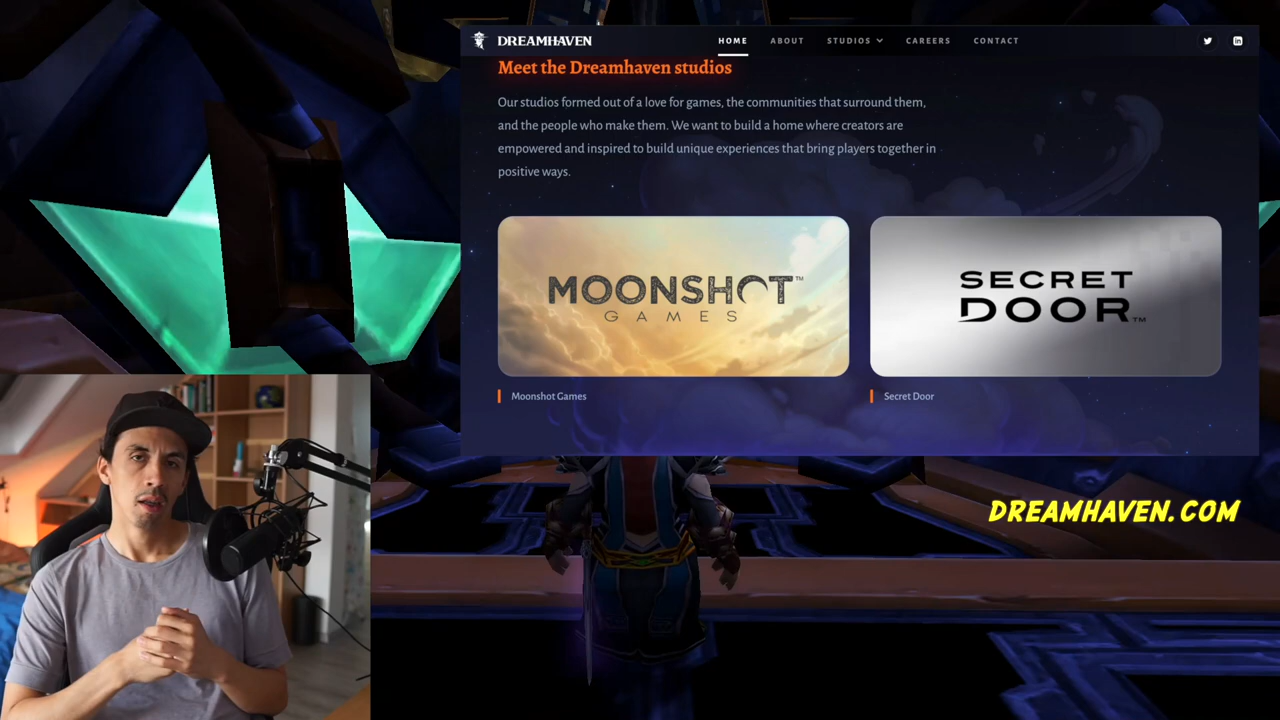 DREAMHAVEN
HOME ABOUT STUDIOS CAREERS CONTACT
Meet the Dreamhaven studios
Our studios formed out of a love for games, the communities that surround them,
and the people who make them. We want to build a home where creators are
empowered and inspired to build unique experiences that bring players together in
positive ways.
MOONSHOT™
GAMES
SECRET
DOOR™
Moonshot Games
Secret Door
DREAMHAVEN.COM